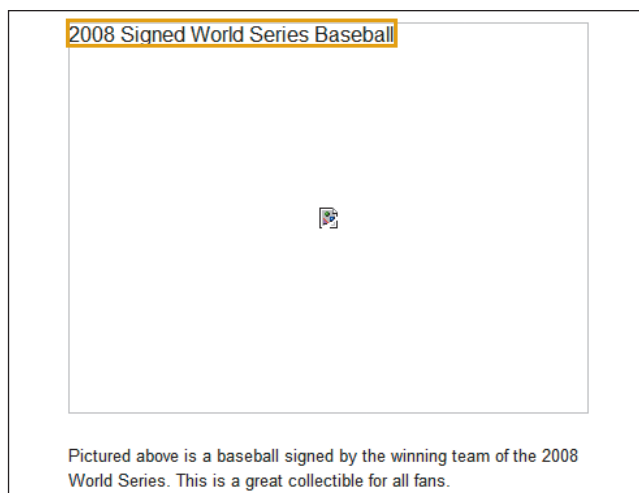 2008 Signed World Series Baseball
Pictured above is a baseball signed by the winning team of the 2008
World Series. This is a great collectible for all fans.